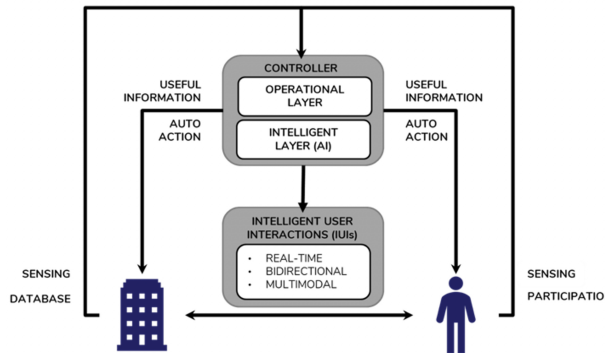 CONTROLLER
OPERATIONAL
LAYER
INTELLIGENT
LAYER (AI)
USEFUL
INFORMATION
AUTO
ACTION
USEFUL
INFORMATION
AUTO
ACTION
INTELLIGENT USER
INTERACTIONS (IUIs)
• REAL-TIME
• BIDIRECTIONAL
• MULTIMODAL
SENSING
DATABASE
SENSING
PARTICIPATIO